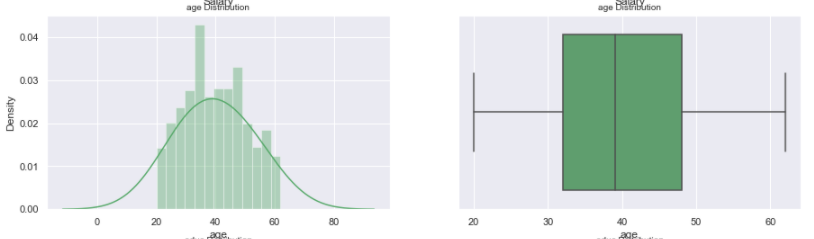 Salary
age Distribution
0.04
0.03
0.02
0.01
0.00
Density
0 20 40 60 80
age
Salary
age Distribution
20 30 40 50 60
age